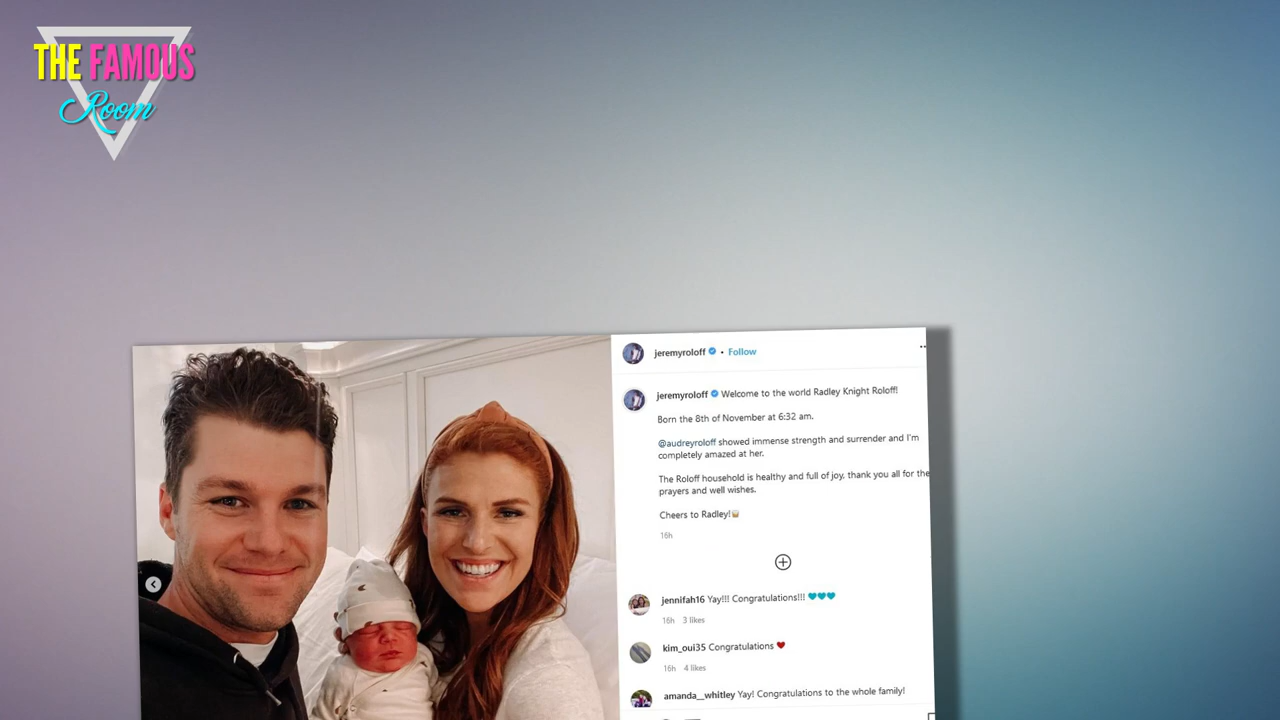 THE FAMOUS
Room
jeremyroloff • Follow
jeremyroloff Welcome to the world Radley Knight Roloff!
Born the 8th of November at 6:32 am.
@audreyroloff showed immense strength and surrender and I'm
completely amazed at her.
The Roloff household is healthy and full of joy, thank you all for the
prayers and well wishes.
Cheers to Radley!🍻
16h
jennifah16 Yay!!! Congratulations!!! 💙💙💙
16h 3 likes
kim_oui35 Congratulations ❤️
16h 4 likes
amanda__whitley Yay! Congratulations to the whole family!